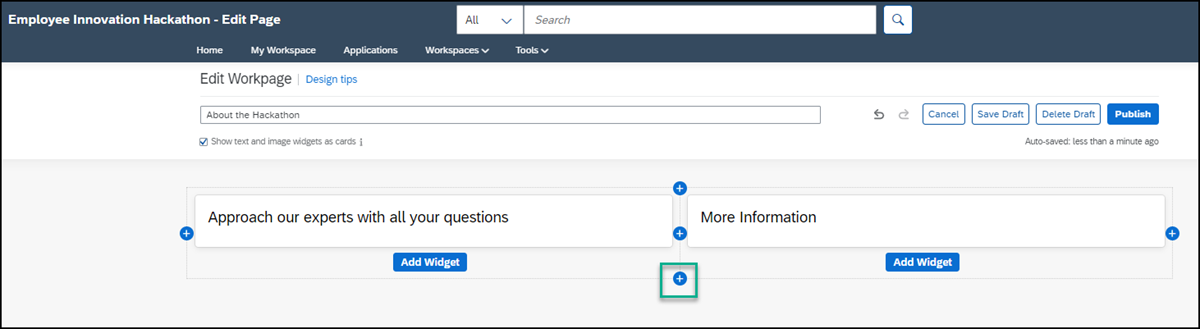 Employee Innovation Hackathon - Edit Page
All
Search
Home My Workspace Applications Workspaces Tools
Edit Workpage | Design tips
About the Hackathon
Cancel Save Draft Delete Draft Publish
Show text and image widgets as cards i
Auto-saved: less than a minute ago
Approach our experts with all your questions
More Information
Add Widget
Add Widget